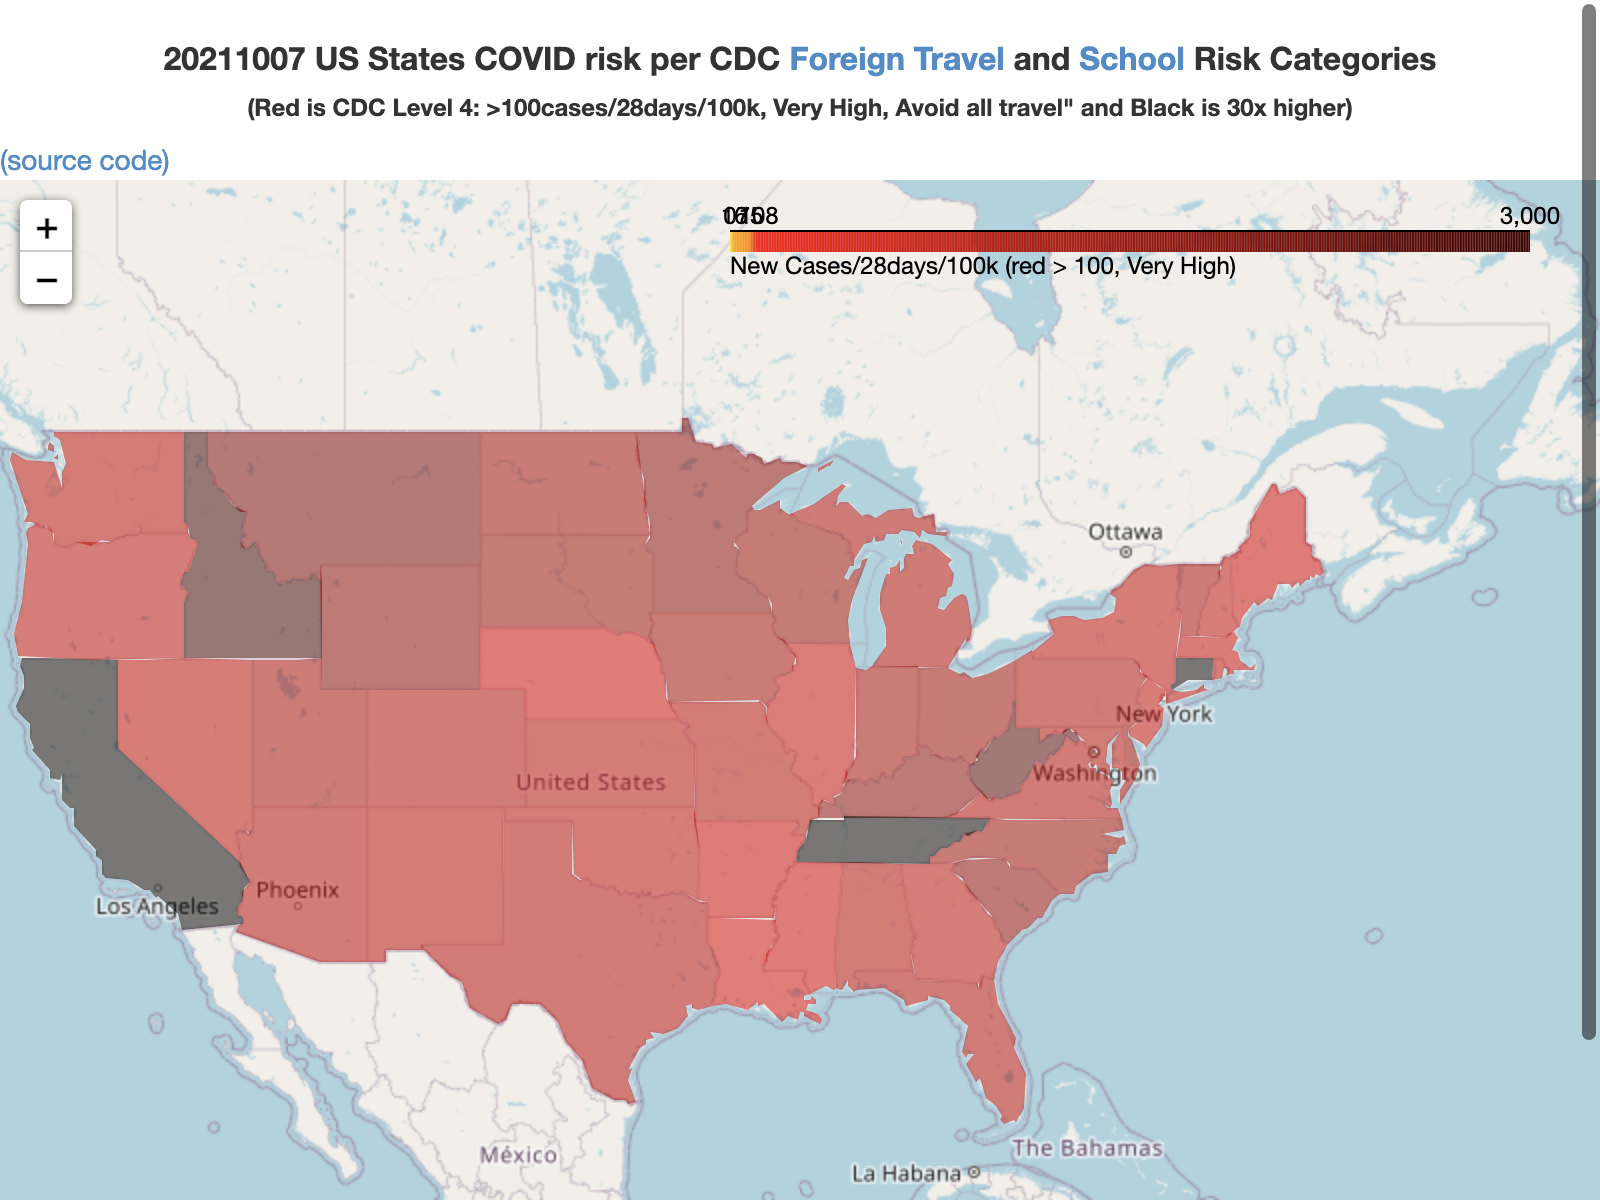 20211007 US States COVID risk per CDC Foreign Travel and School Risk Categories
(Red is CDC Level 4: >100cases/28days/100k, Very High, Avoid all travel" and Black is 30x higher)
(source code)
+
−
3,000
New Cases/28days/100k (red > 100, Very High)
Ottawa
New York
Washington
United States
Phoenix
Los Angeles
México
The Bahamas
La Habana